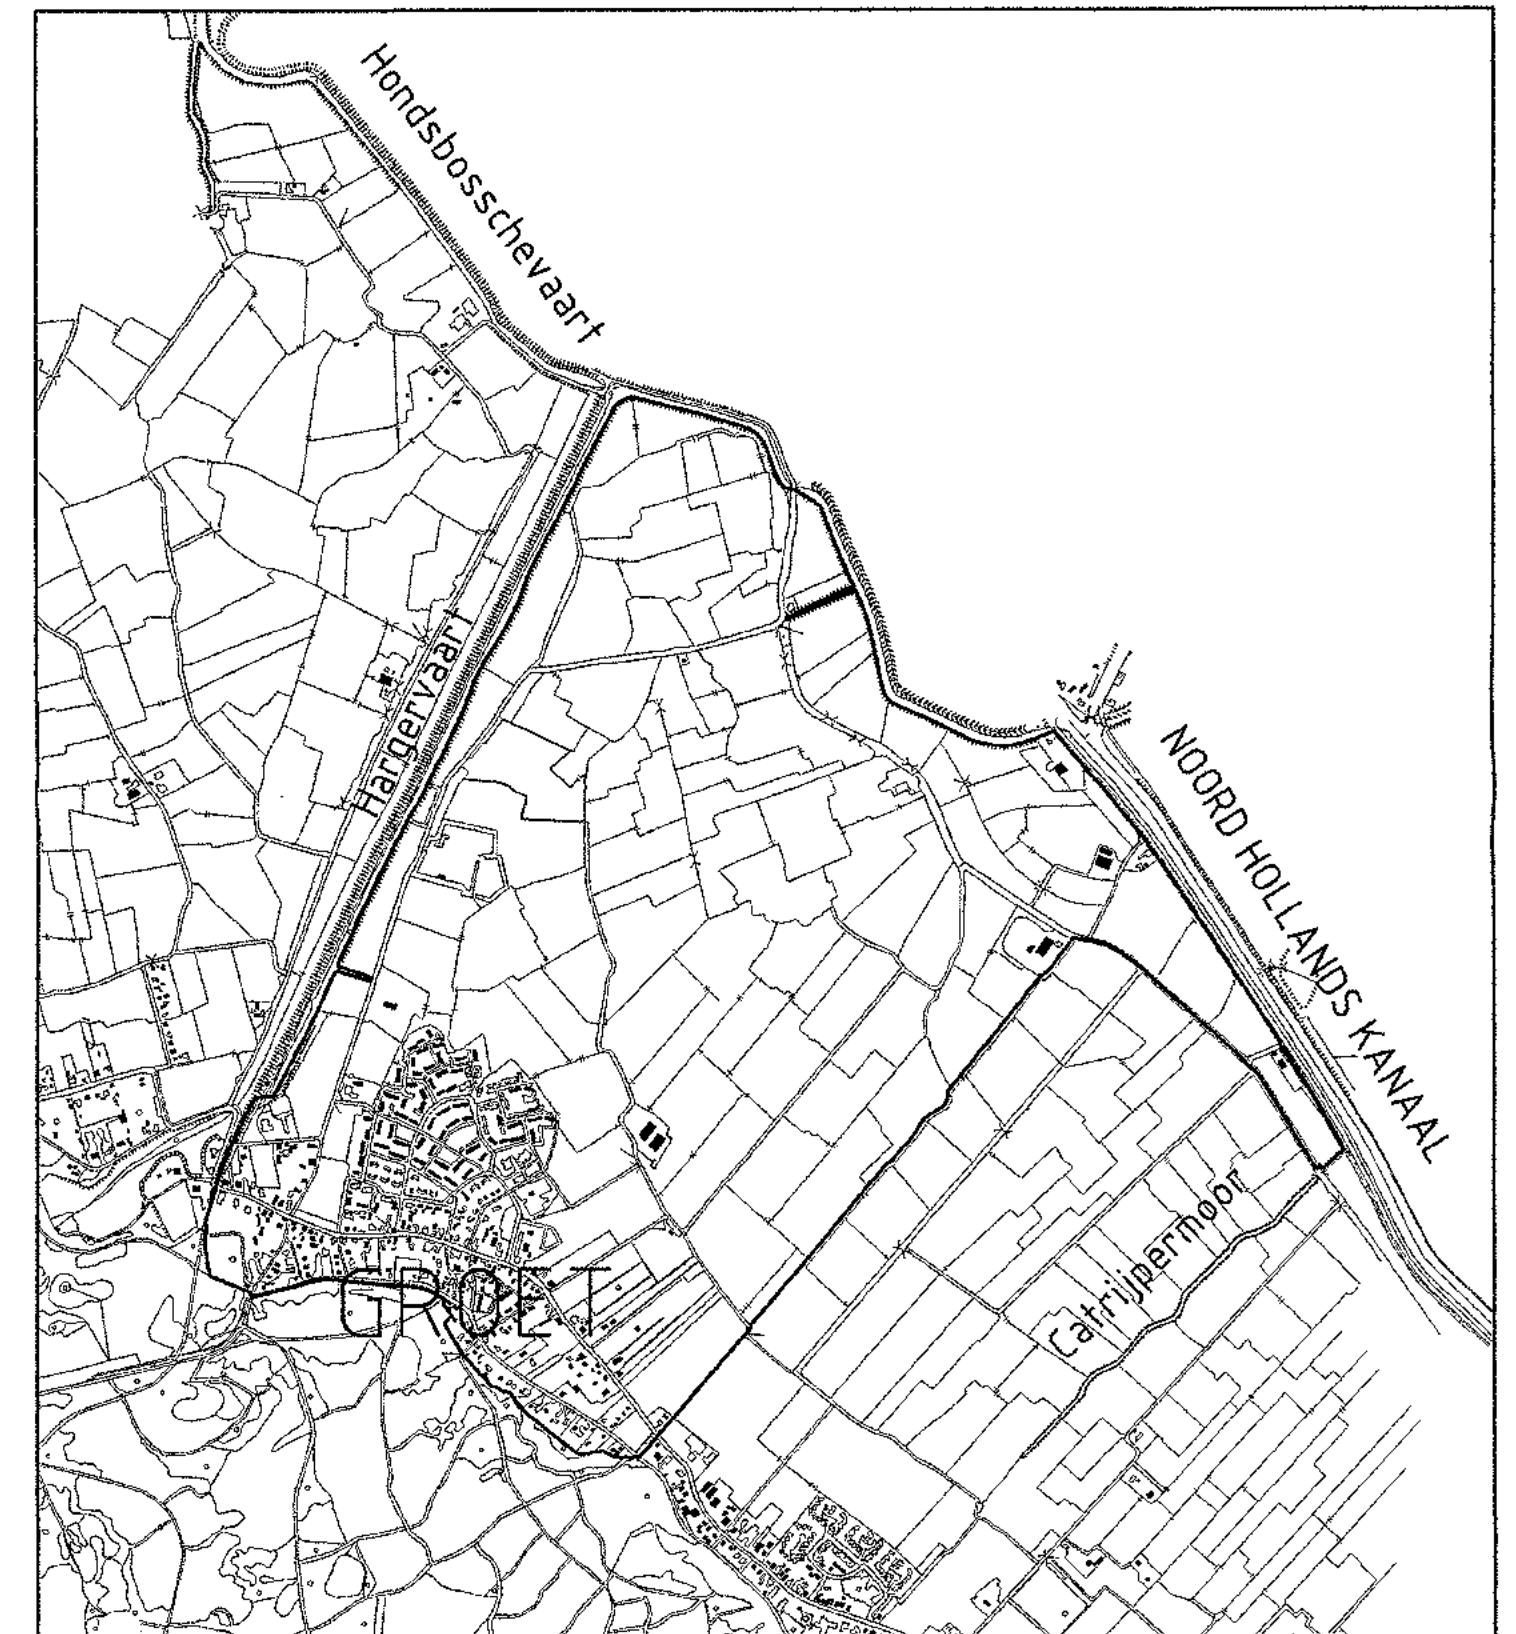 Hondsbosschevaart
Hargervaart
NOORD HOLLANDS KANAAL
Catrijpermoor
GROET